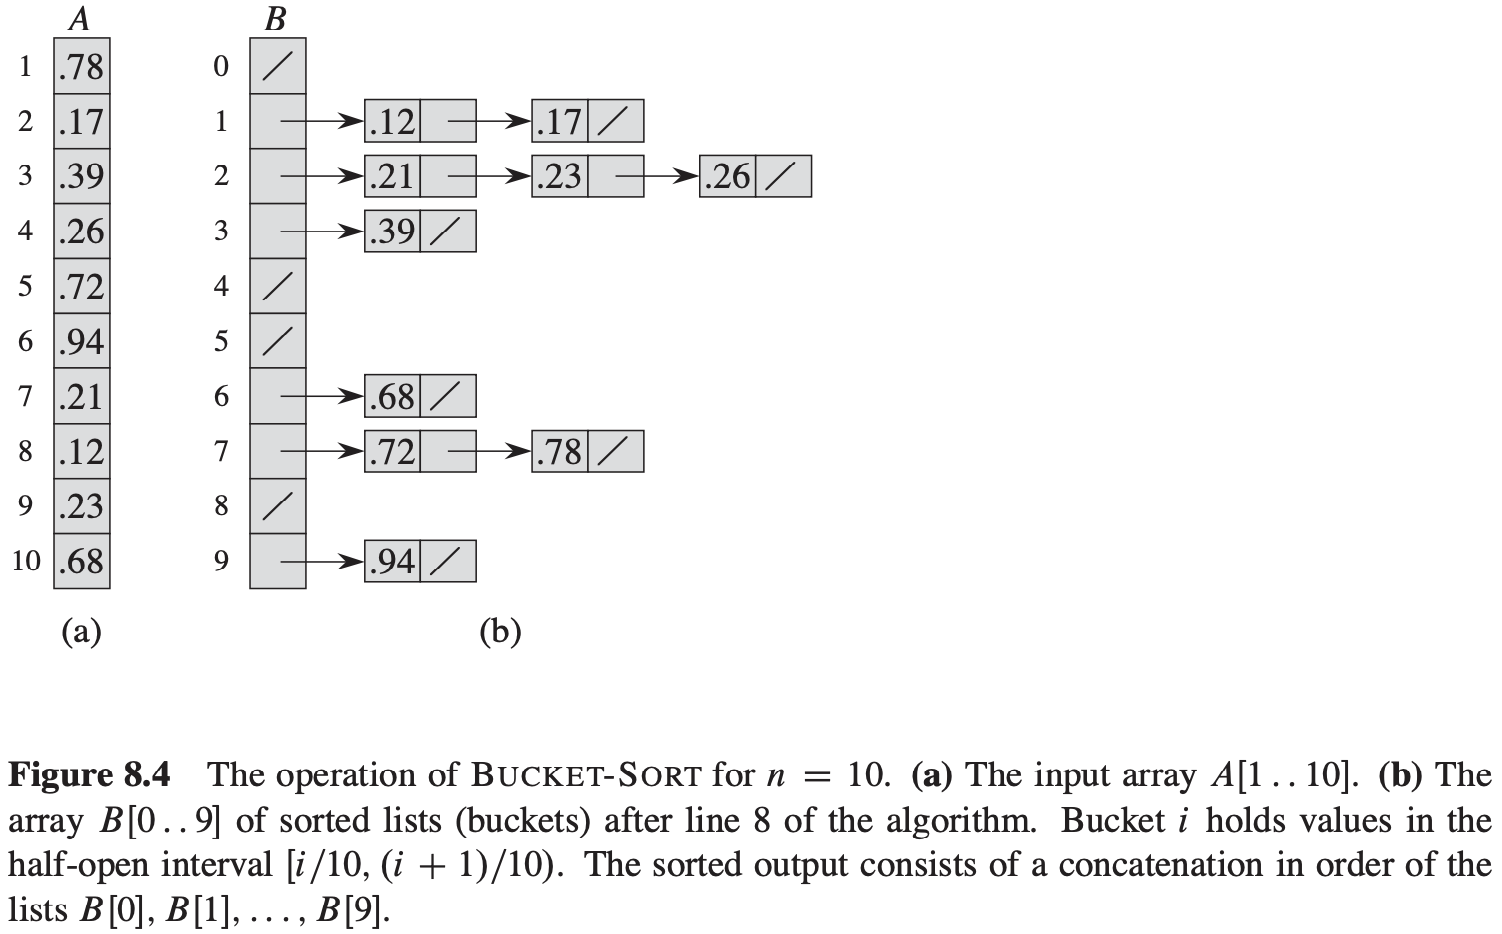 A B
1 .78 0
2 .17 1 .12 .17
3 .39 2 .21 .23 .26
4 .26 3 .39
5 .72 4
6 .94 5
7 .21 6 .68
8 .12 7 .72 .78
9 .23 8
10 .68 9 .94
(a) (b)
Figure 8.4 The operation of BUCKET-SORT for n = 10. (a) The input array A[1 . . 10]. (b) The
array B[0 . . 9] of sorted lists (buckets) after line 8 of the algorithm. Bucket i holds values in the
half-open interval [i/10, (i + 1)/10). The sorted output consists of a concatenation in order of the
lists B[0], B[1], . . . , B[9].